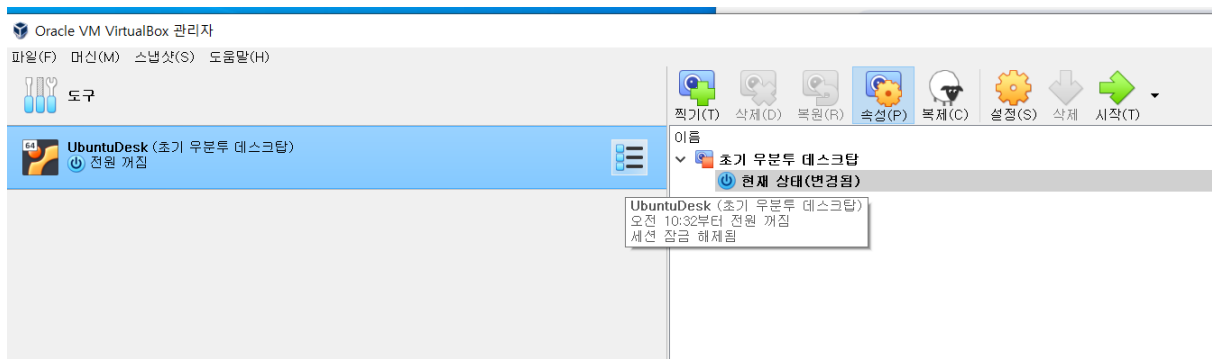 Oracle VM VirtualBox 관리자
파일(F) 머신(M) 스냅샷(S) 도움말(H)
도구
찍기(T) 삭제(D) 복원(R) 속성(P) 복제(C) 설정(S) 삭제 시작(T)
64
UbuntuDesk (초기 우분투 데스크탑)
전원 꺼짐
이름
초기 우분투 데스크탑
현재 상태(변경됨)
UbuntuDesk (초기 우분투 데스크탑)
오전 10:32부터 전원 꺼짐
세션 잠금 해제됨